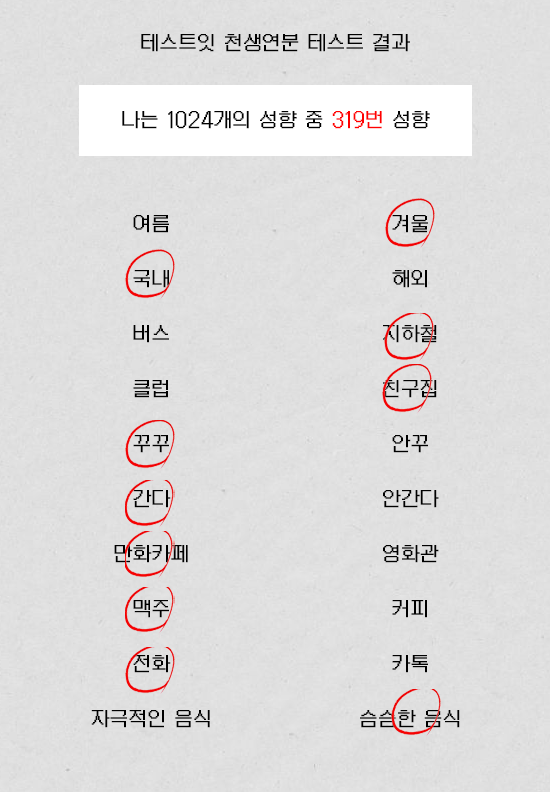 테스트잇 천생연분 테스트 결과
나는 1024개의 성향 중 319번 성향
여름 겨울
국내 해외
버스 지하철
클럽 친구집
꾸꾸 안꾸
간다 안간다
만화카페 영화관
맥주 커피
전화 카톡
자극적인 음식 슴슴한 음식